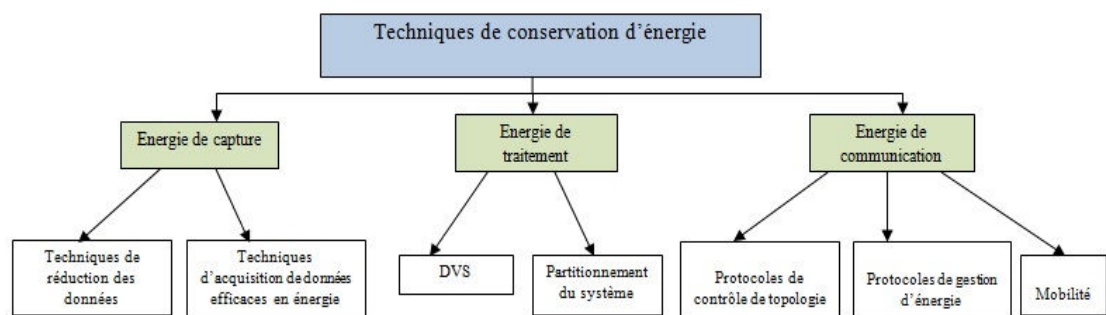 Techniques de conservation d'énergie
Energie de capture
Energie de
traitement
Energie de
communication
Techniques de
réduction des
données
Techniques
d'acquisition de données
efficaces en énergie
DVS
Partitionnement
du système
Protocoles de
contrôle de topologie
Protocoles de gestion
d'énergie
Mobilité